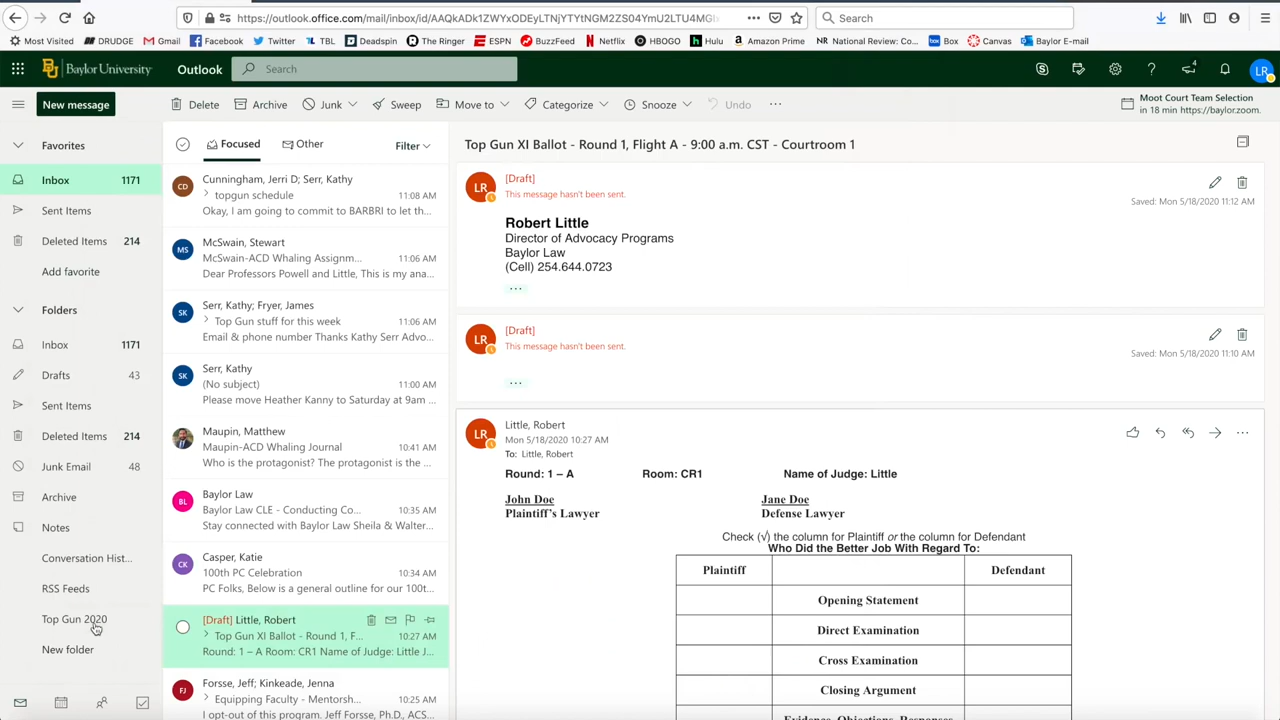 https://outlook.office.com/mail/inbox/id/AAQkADk1ZWYxODEyLTNjYTYtNGM2ZS04YmU2LTU4MG
Search
Most Visited
DRUDGE
Gmail
Facebook
Twitter
TBL
Deadspin
The Ringer
ESPN
BuzzFeed
Netflix
HBOGO
Hulu
Amazon Prime
National Review: Co...
Box
Canvas
Baylor E-mail
Baylor University
Outlook
Search
4
LR
New message
Delete
Archive
Junk
Sweep
Move to
Categorize
Snooze
Undo
Moot Court Team Selection
in 18 min https://baylor.zoom.
Favorites
Inbox 1171
Sent Items
Deleted Items 214
Add favorite
Folders
Inbox 1171
Drafts 43
Sent Items
Deleted Items 214
Junk Email 48
Archive
Notes
Conversation Hist...
RSS Feeds
Top Gun 2020
New folder
Focused
Other
Filter
CD
Cunningham, Jerri D; Serr, Kathy
topgun schedule 11:08 AM
Okay, I am going to commit to BARBRI to let th...
MS
McSwain, Stewart
McSwain-ACD Whaling Assignm... 11:06 AM
Dear Professors Powell and Little, This is my ana...
SK
Serr, Kathy; Fryer, James
Top Gun stuff for this week 11:06 AM
Email & phone number Thanks Kathy Serr Advo...
SK
Serr, Kathy
(No subject) 11:00 AM
Please move Heather Kanny to Saturday at 9am ...
Maupin, Matthew
Maupin-ACD Whaling Journal 10:41 AM
Who is the protagonist? The protagonist is the ...
BL
Baylor Law
Baylor Law CLE - Conducting Co... 10:35 AM
Stay connected with Baylor Law Sheila & Walter...
CK
Casper, Katie
100th PC Celebration 10:34 AM
PC Folks, Below is a general outline for our 100t...
[Draft] Little, Robert
Top Gun XI Ballot - Round 1, F... 10:27 AM
Round: 1 – A Room: CR1 Name of Judge: Little J...
FJ
Forsse, Jeff; Kinkeade, Jenna
Equipping Faculty - Mentorsh... 10:25 AM
I opt-out of this program. Jeff Forsse, Ph.D., ACS...
Top Gun XI Ballot - Round 1, Flight A - 9:00 a.m. CST - Courtroom 1
LR
[Draft]
This message hasn't been sent.
Saved: Mon 5/18/2020 11:12 AM
Robert Little
Director of Advocacy Programs
Baylor Law
(Cell) 254.644.0723
...
LR
[Draft]
This message hasn't been sent.
Saved: Mon 5/18/2020 11:10 AM
...
LR
Little, Robert
Mon 5/18/2020 10:27 AM
To: Little, Robert
Round: 1 – A Room: CR1 Name of Judge: Little
John Doe Jane Doe
Plaintiff's Lawyer Defense Lawyer
Check (√) the column for Plaintiff or the column for Defendant
Who Did the Better Job With Regard To:
Plaintiff Defendant
Opening Statement
Direct Examination
Cross Examination
Closing Argument
Evidence, Objections, Responses